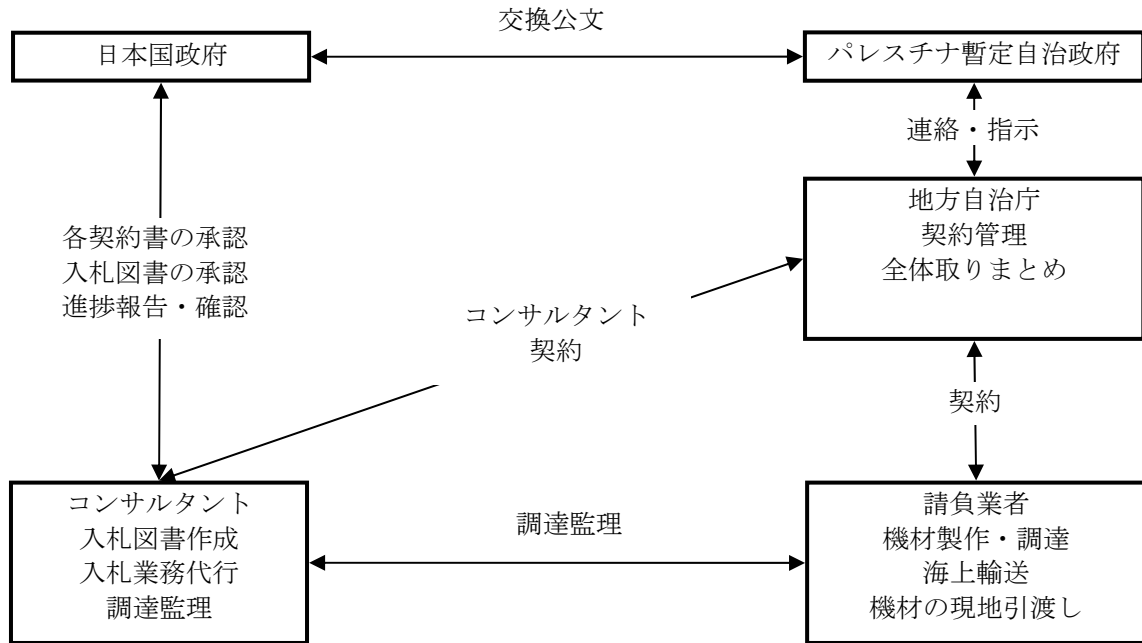 交換公文
日本国政府
パレスチナ暫定自治政府
連絡・指示
地方自治庁
契約管理
全体取りまとめ
各契約書の承認
入札図書の承認
進捗報告・確認
コンサルタント
契約
契約
コンサルタント
入札図書作成
入札業務代行
調達監理
調達監理
請負業者
機材製作・調達
海上輸送
機材の現地引渡し